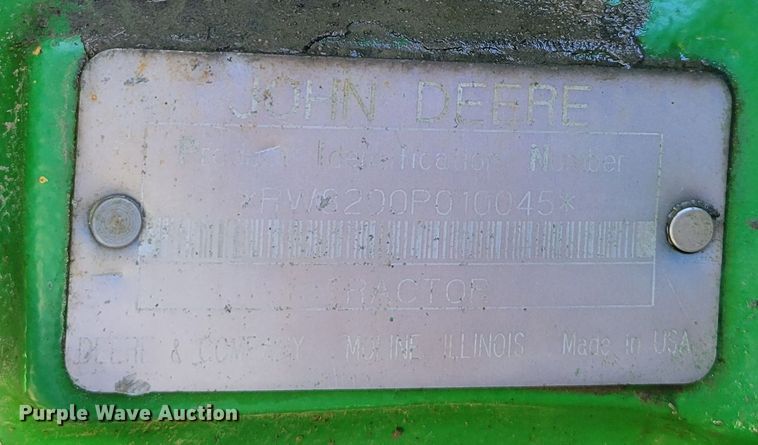 JOHN DEERE
Product Identification Number
*RW8200P010045*
TRACTOR
DEERE & COMPANY MOLINE ILLINOIS Made in USA
Purple Wave Auction